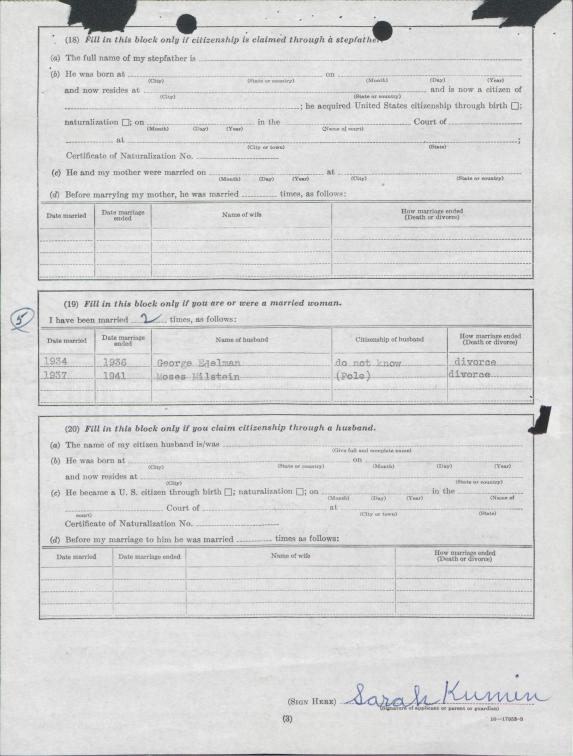 (18) Fill in this block only if citizenship is claimed through a stepfather.
(a) The full name of my stepfather is
(b) He was born at on
(City) (State or country) (Month) (Day) (Year)
and now resides at and is now a citizen of
(City) (State or country)
; he acquired United States citizenship through birth ☐;
naturalization ☐; on in the Court of
(Month) (Day) (Year) (Name of court)
at ;
(City or town) (State)
Certificate of Naturalization No.
(c) He and my mother were married on at
(Month) (Day) (Year) (City) (State or country)
(d) Before marrying my mother, he was married times, as follows:
Date married Date marriage ended Name of wife How marriage ended (Death or divorce)
(19) Fill in this block only if you are or were a married woman.
5
I have been married 2 times, as follows:
Date married Date marriage ended Name of husband Citizenship of husband How marriage ended (Death or divorce)
1934 1936 George Edelman do not know divorce
1937 1941 Moses Milstein (Pole) divorce
(20) Fill in this block only if you claim citizenship through a husband.
(a) The name of my citizen husband is/was
(Give full and complete name)
(b) He was born at on
(City) (State or country) (Month) (Day) (Year)
and now resides at
(City) (State or country)
(c) He became a U. S. citizen through birth ☐; naturalization ☐; on in the
(Month) (Day) (Year) (Name of
Court of at
court) (City or town) (State)
Certificate of Naturalization No.
(d) Before my marriage to him he was married times as follows:
Date married Date marriage ended Name of wife How marriage ended (Death or divorce)
(SIGN HERE) Sarah Kumin
(Signature of applicant or parent or guardian)
(3) 16—17053-3